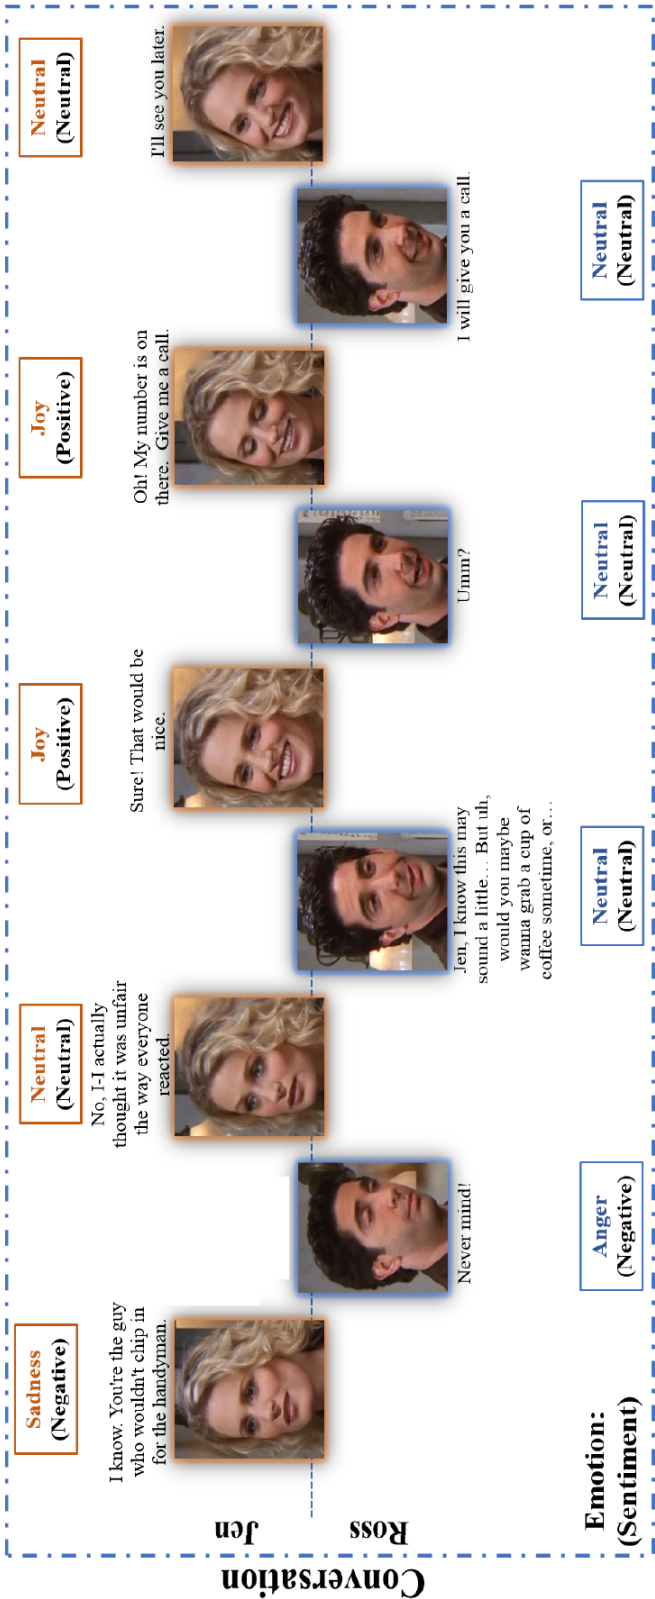 Conversation
Jen
Ross
Sadness
(Negative)
I know. You're the guy
who wouldn't chip in
for the handyman.
Never mind!
Anger
(Negative)
Neutral
(Neutral)
No, I-I actually
thought it was unfair
the way everyone
reacted.
Jen, I know this may
sound a little… But uh,
would you maybe
wanna grab a cup of
coffee sometime, or…
Neutral
(Neutral)
Joy
(Positive)
Sure! That would be
nice.
Umm?
Neutral
(Neutral)
Joy
(Positive)
Oh! My number is on
there. Give me a call.
I will give you a call.
Neutral
(Neutral)
Neutral
(Neutral)
I'll see you later.
Emotion:
(Sentiment)